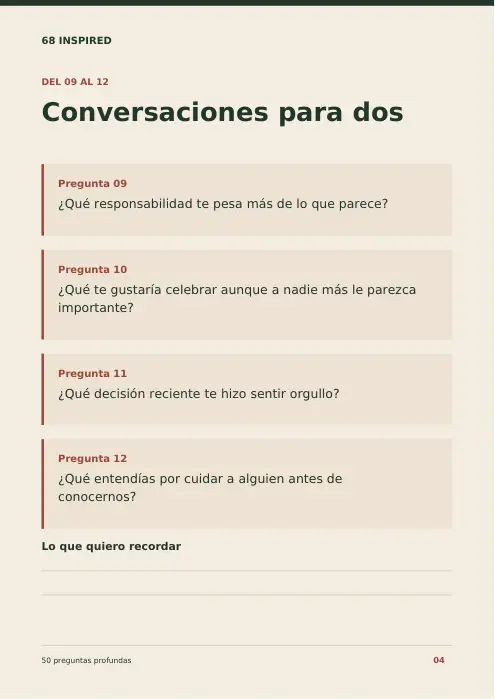 68 INSPIRED
DEL 09 AL 12
Conversaciones para dos
Pregunta 09
¿Qué responsabilidad te pesa más de lo que parece?
Pregunta 10
¿Qué te gustaría celebrar aunque a nadie más le parezca
importante?
Pregunta 11
¿Qué decisión reciente te hizo sentir orgullo?
Pregunta 12
¿Qué entendías por cuidar a alguien antes de
conocernos?
Lo que quiero recordar
50 preguntas profundas
04